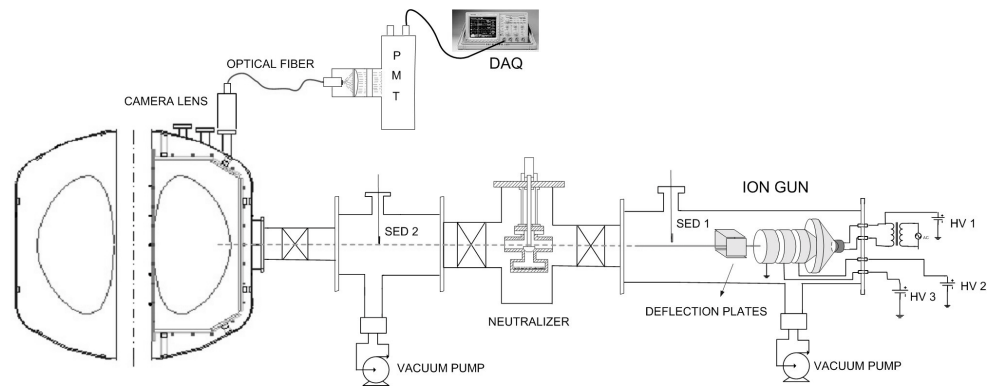 OPTICAL FIBER
P
M
T
DAQ
CAMERA LENS
SED 2
SED 1
ION GUN
HV 1
AC
HV 2
HV 3
NEUTRALIZER
DEFLECTION PLATES
VACUUM PUMP
VACUUM PUMP